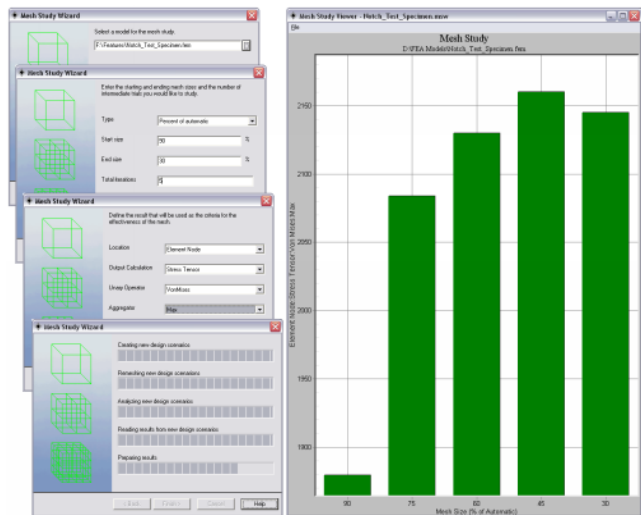 Mesh Study Wizard
Select a model for the mesh study.
Mesh Study Wizard
Enter the starting and ending mesh sizes and the number of
intermediate trials you would like to study.
Type
Percent of automatic
Start size
90
%
End size
30
%
Total iterations
5
Mesh Study Wizard
Define the result that will be used as the criteria for the
effectiveness of the mesh.
Location
Element Node
Output Calculation
Stress Tensor
Unary Operator
VonMises
Aggregator
Max
Mesh Study Wizard
Creating new design scenarios
Remeshing new design scenarios
Analyzing new design scenarios
Reading results from new design scenarios
Preparing results
< Back
Cancel
Help
Mesh Study Viewer - Notch_Test_Specimen.msw
File
Mesh Study
D:\FEA Models\Notch_Test_Specimen.fem
Element Node Stress Tensor Von Mises Max
2150
2100
2050
2000
1950
1900
90
75
60
45
30
Mesh Size (% of Automatic)